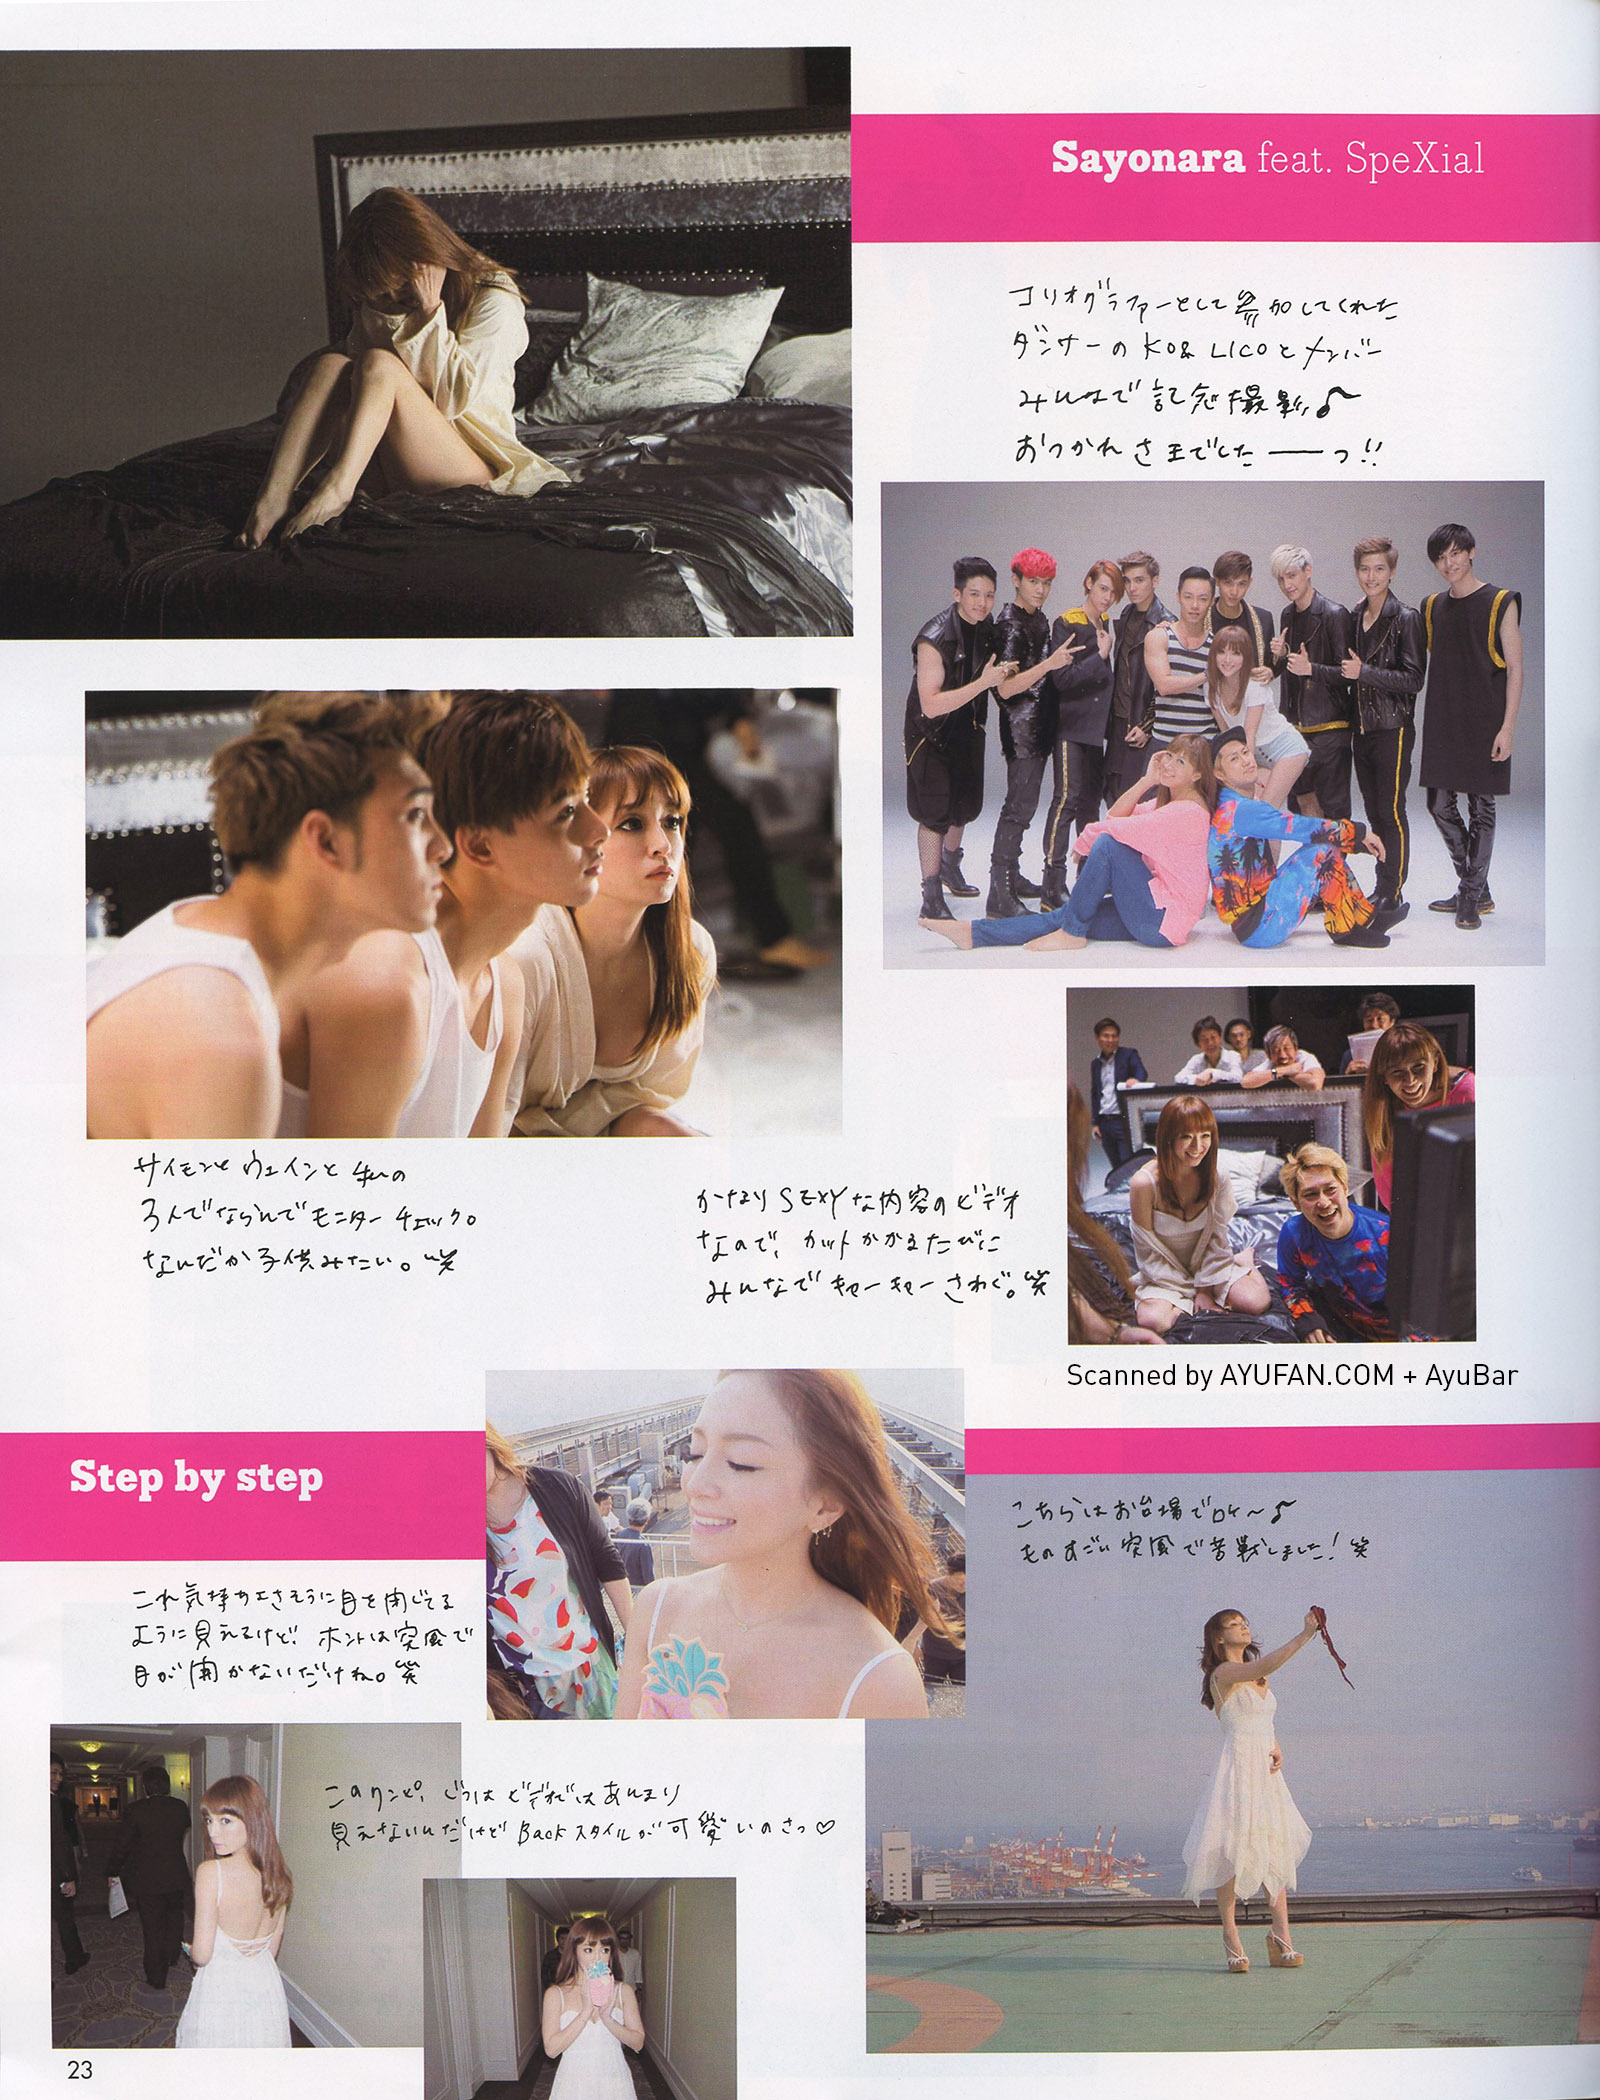 Sayonara feat. SpeXial
コリオグラファーとして参加してくれた
ダンサーの KO& LICOとメンバー
みんなで記念撮影♪
おつかれさまでしたーっ!!
サイモンとウェインと私の
3人でならんでモニターチェック。
なんだか子供みたい。笑
かなりSEXYな内容のビデオ
なので、カットかかるたびに
みんなでキャーキャーさわぐ。笑
Scanned by AYUFAN.COM + AyuBar
Step by step
こちらはお台場でロケ〜♪
ものすごい突風で苦戦しました!笑
これ気持ちよさそうに目を閉じてる
ように見えるけど、ホントは突風で
目が開かないだけね。笑
このワンピ、じつはビデオではあんまり
見えないんだけどBackスタイルが可愛いのさっ♡
23